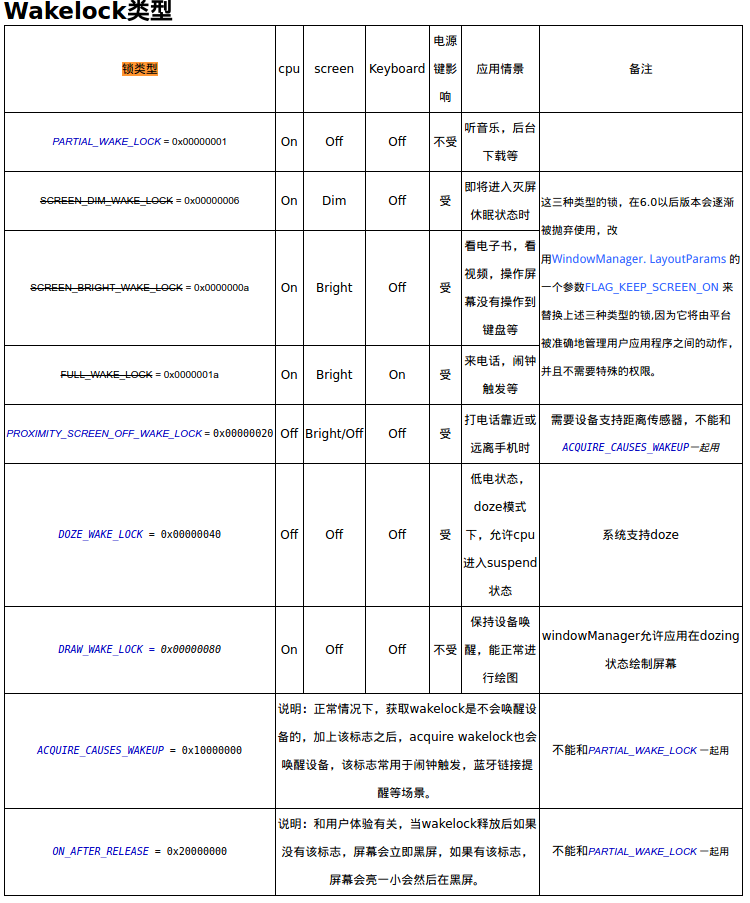 Wakelock类型
锁类型
cpu
screen
Keyboard
电源
键影
响
应用情景
备注
PARTIAL_WAKE_LOCK = 0x00000001
On
Off
Off
不受
听音乐，后台
下载等
SCREEN_DIM_WAKE_LOCK = 0x00000006
On
Dim
Off
受
即将进入灭屏
休眠状态时
这三种类型的锁，在6.0以后版本会逐渐
被抛弃使用，改
用WindowManager. LayoutParams 的
一个参数FLAG_KEEP_SCREEN_ON 来
替换上述三种类型的锁,因为它将由平台
被准确地管理用户应用程序之间的动作，
并且不需要特殊的权限。
SCREEN_BRIGHT_WAKE_LOCK = 0x0000000a
On
Bright
Off
受
看电子书，看
视频，操作屏
幕没有操作到
键盘等
FULL_WAKE_LOCK = 0x0000001a
On
Bright
On
受
来电话，闹钟
触发等
PROXIMITY_SCREEN_OFF_WAKE_LOCK = 0x00000020
Off
Bright/Off
Off
受
打电话靠近或
远离手机时
需要设备支持距离传感器，不能和
ACQUIRE_CAUSES_WAKEUP一起用
DOZE_WAKE_LOCK = 0x00000040
Off
Off
Off
受
低电状态，
doze模式
下，允许cpu
进入suspend
状态
系统支持doze
DRAW_WAKE_LOCK = 0x00000080
On
Off
Off
不受
保持设备唤
醒，能正常进
行绘图
windowManager允许应用在dozing
状态绘制屏幕
ACQUIRE_CAUSES_WAKEUP = 0x10000000
说明：正常情况下，获取wakelock是不会唤醒设
备的，加上该标志之后，acquire wakelock也会
唤醒设备，该标志常用于闹钟触发，蓝牙链接提
醒等场景。
不能和PARTIAL_WAKE_LOCK 一起用
ON_AFTER_RELEASE = 0x20000000
说明：和用户体验有关，当wakelock释放后如果
没有该标志，屏幕会立即黑屏，如果有该标志，
屏幕会亮一小会然后在黑屏。
不能和PARTIAL_WAKE_LOCK 一起用